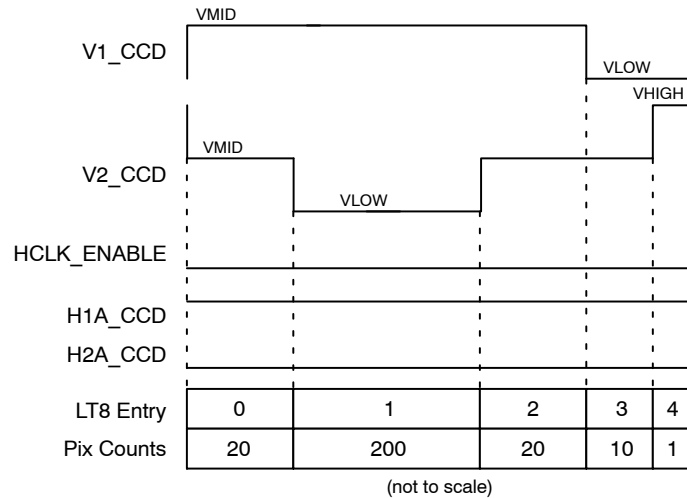 VMID
V1_CCD
VLOW
VHIGH
VMID
V2_CCD
VLOW
HCLK_ENABLE
H1A_CCD
H2A_CCD
LT8 Entry 0 1 2 3 4
Pix Counts 20 200 20 10 1
(not to scale)